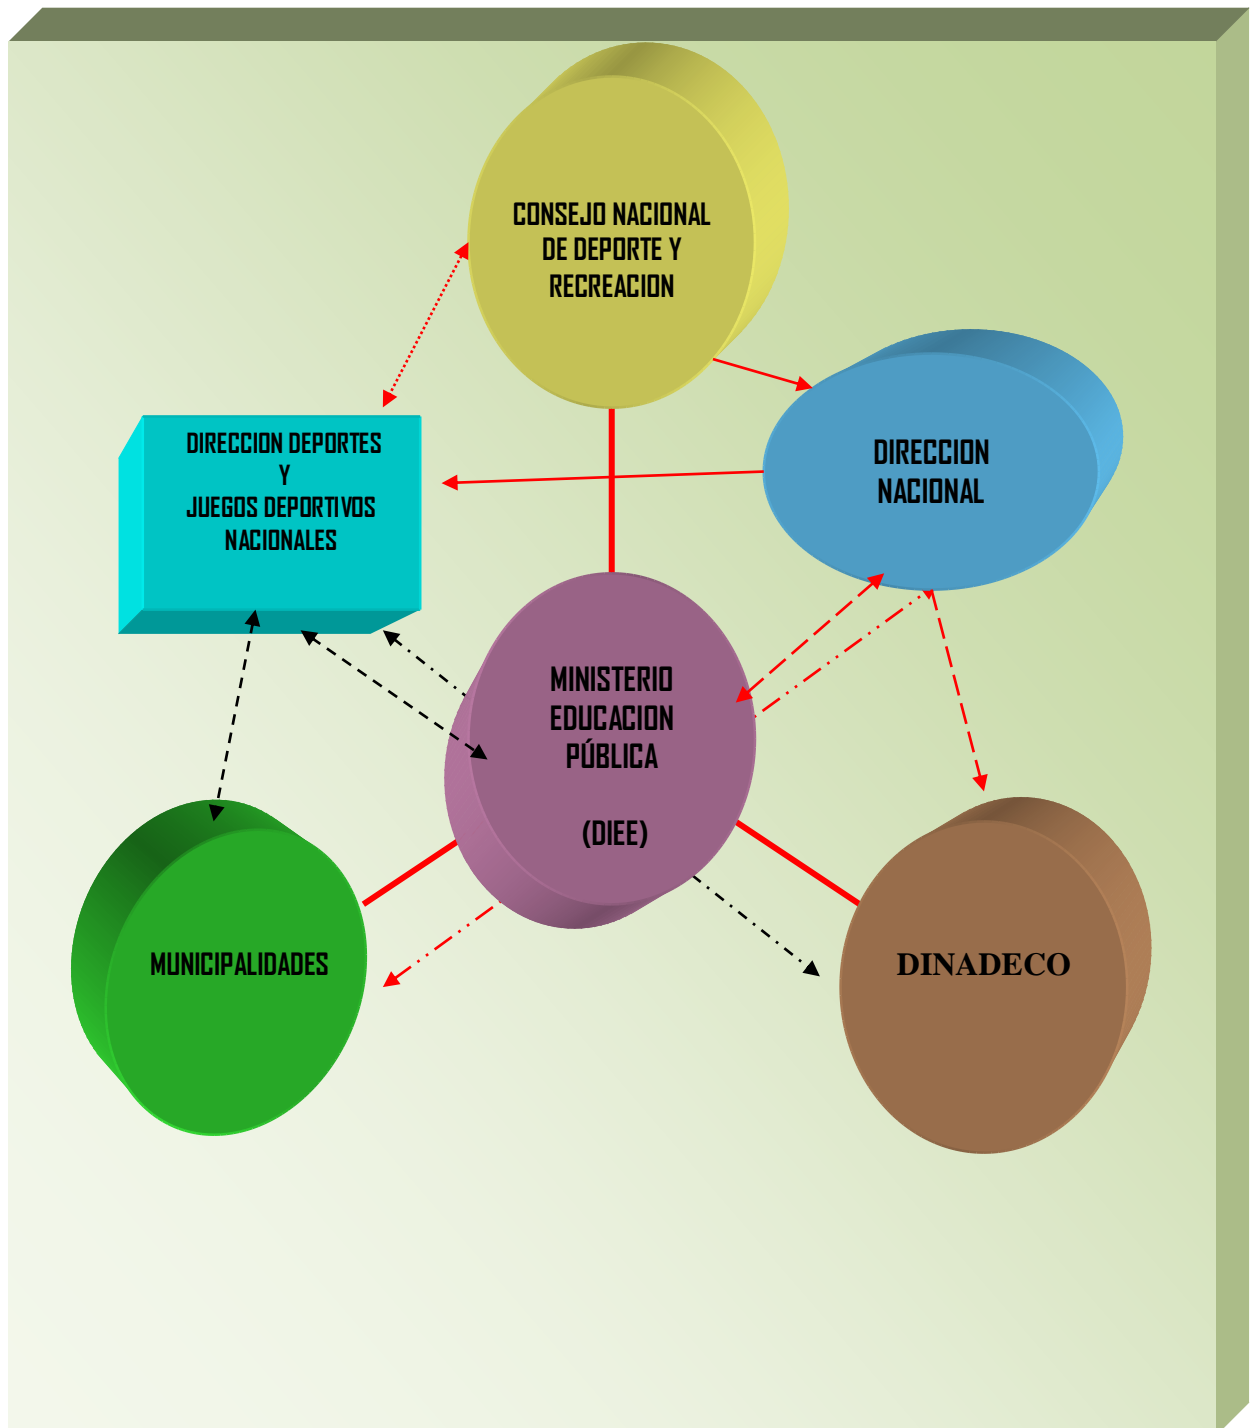 CONSEJO NACIONAL
DE DEPORTE Y
RECREACION
DIRECCION DEPORTES
Y
JUEGOS DEPORTIVOS
NACIONALES
DIRECCION
NACIONAL
MINISTERIO
EDUCACION
PÚBLICA
(DIEE)
MUNICIPALIDADES
DINADECO